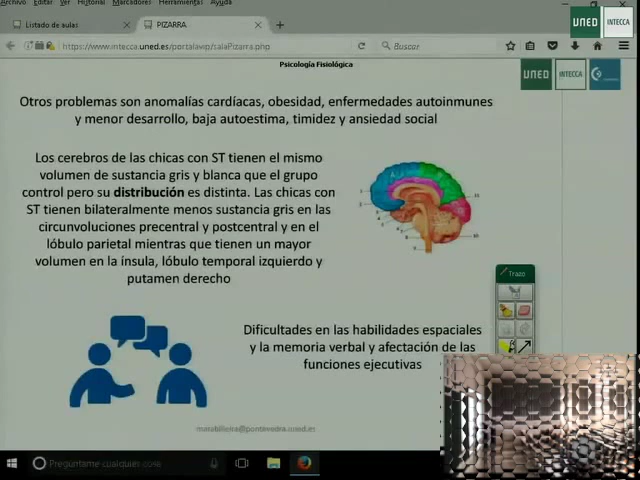 Archivo Editar Ver Historial Marcadores Herramientas Ayuda
Listado de aulas
PIZARRA
https://www.intecca.uned.es/portalavip/salaPizarra.php
Buscar
UNED INTECCA
Psicología Fisiológica
UNED INTECCA
Otros problemas son anomalías cardíacas, obesidad, enfermedades autoinmunes
y menor desarrollo, baja autoestima, timidez y ansiedad social
Los cerebros de las chicas con ST tienen el mismo
volumen de sustancia gris y blanca que el grupo
control pero su distribución es distinta. Las chicas con
ST tienen bilateralmente menos sustancia gris en las
circunvoluciones precentral y postcentral y en el
lóbulo parietal mientras que tienen un mayor
volumen en la ínsula, lóbulo temporal izquierdo y
putamen derecho
Trazo
Dificultades en las habilidades espaciales
y la memoria verbal y afectación de las
funciones ejecutivas
Pregúntame cualquier cosa